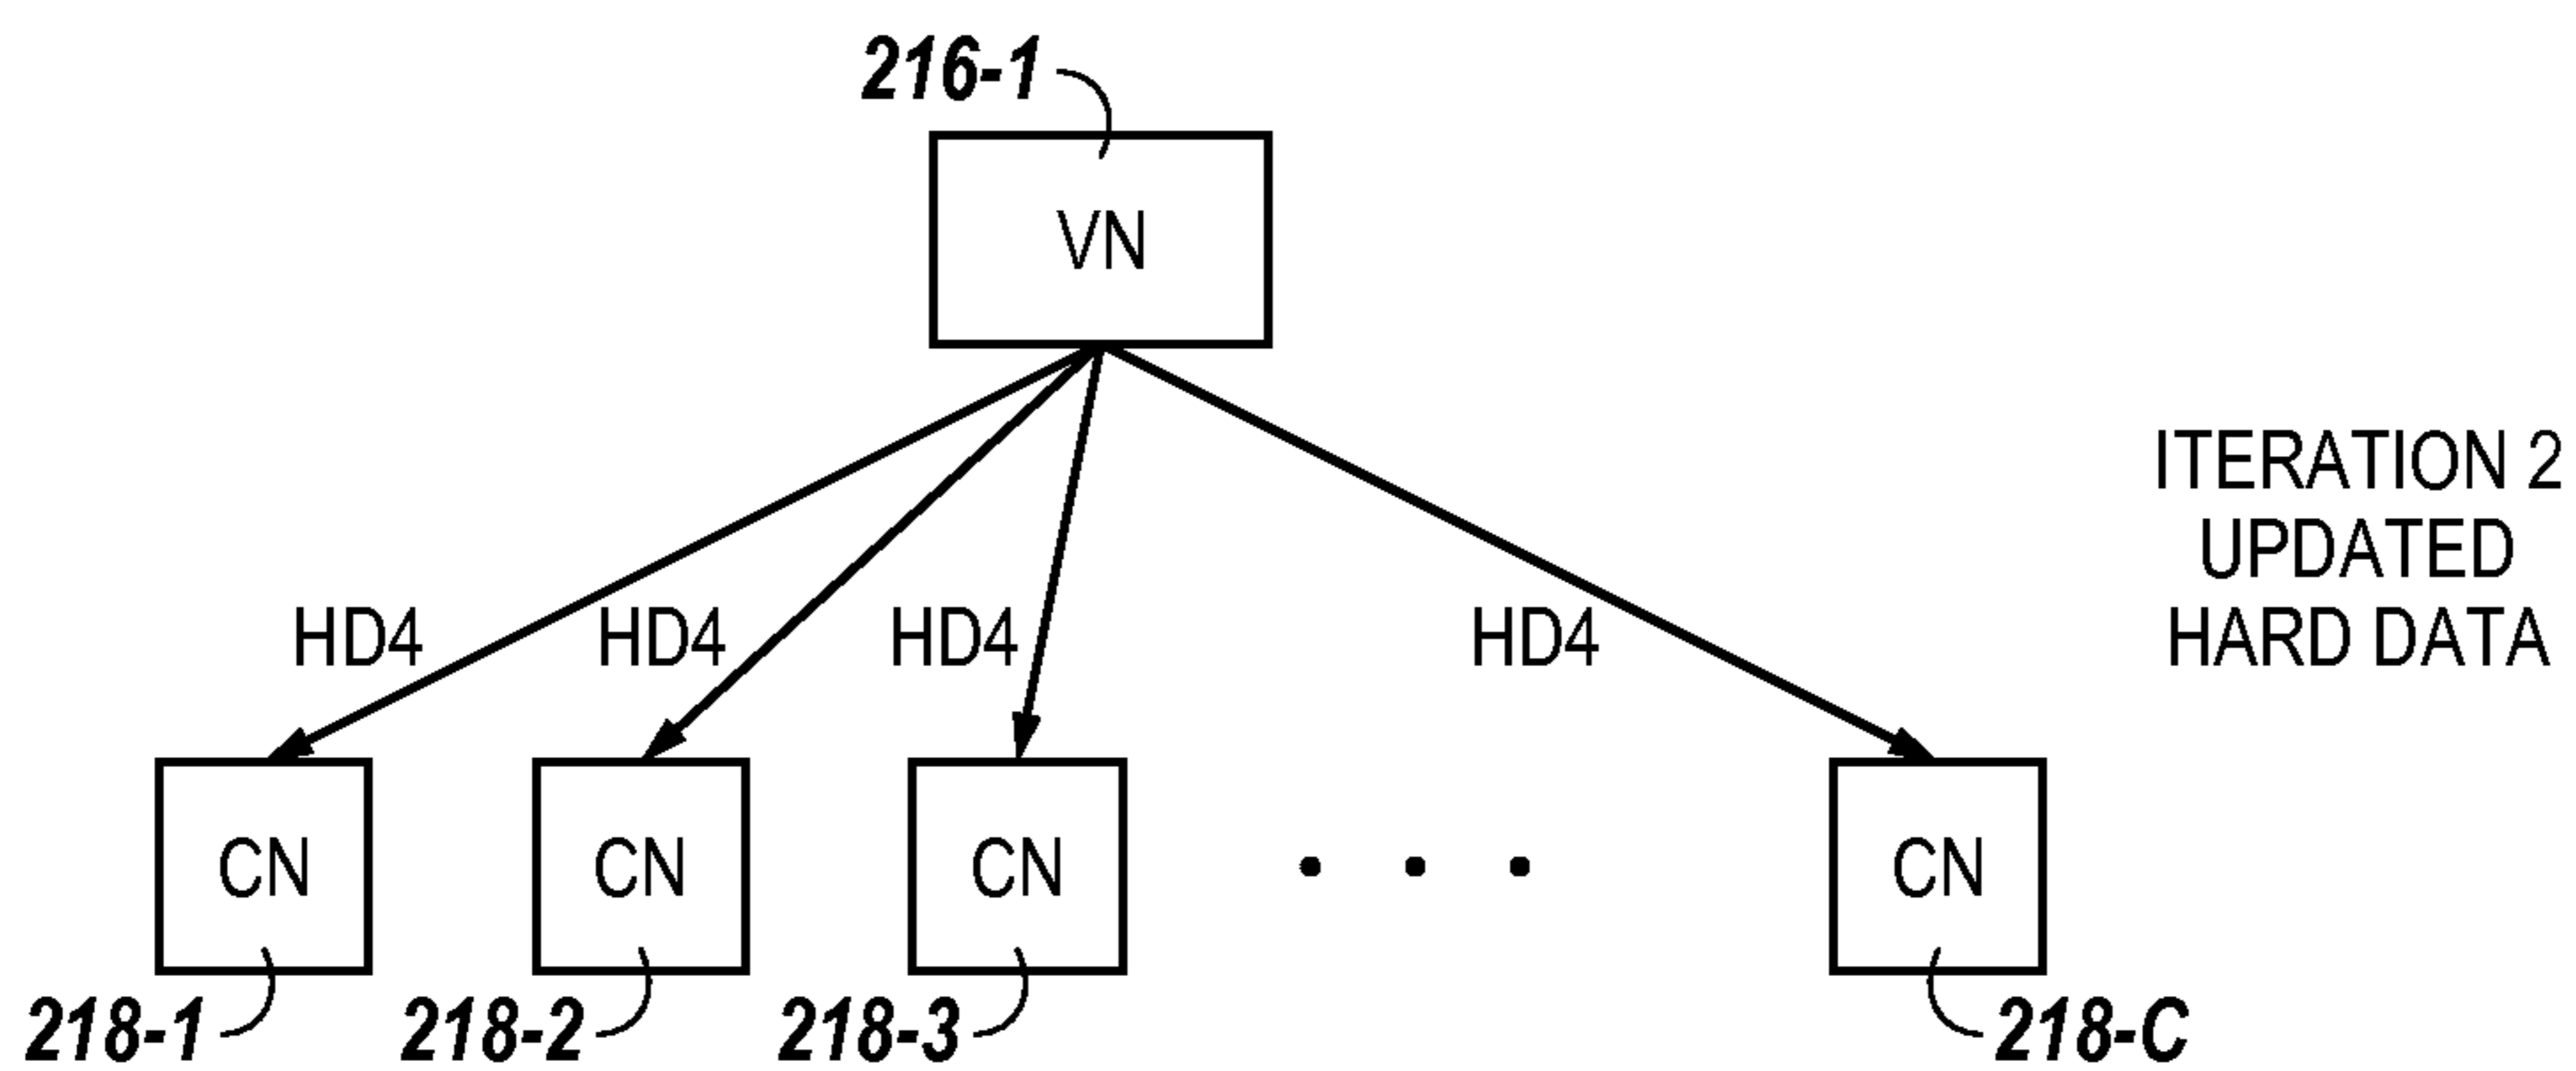 216-1
VN
ITERATION 2
UPDATED
HARD DATA
HD4 HD4 HD4 HD4
CN CN CN • • • CN
218-1 218-2 218-3 218-C